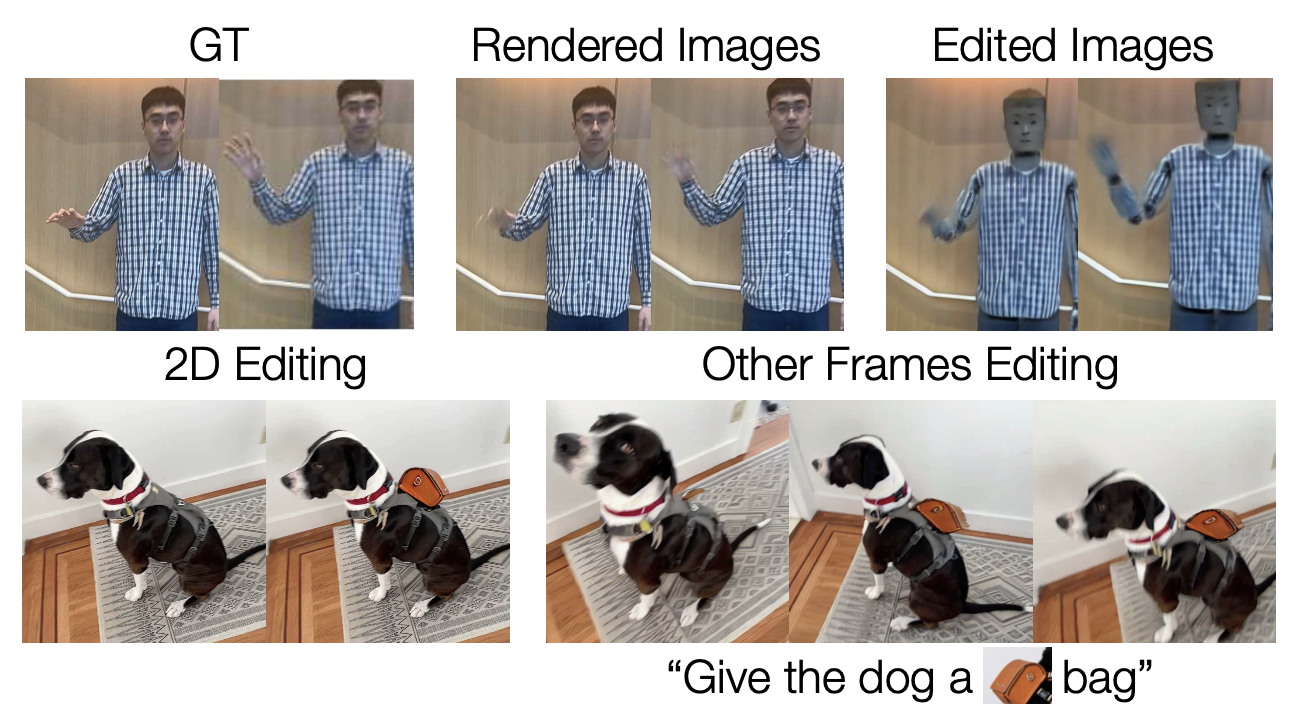 GT
Rendered Images
Edited Images
2D Editing
Other Frames Editing
“Give the dog a bag”